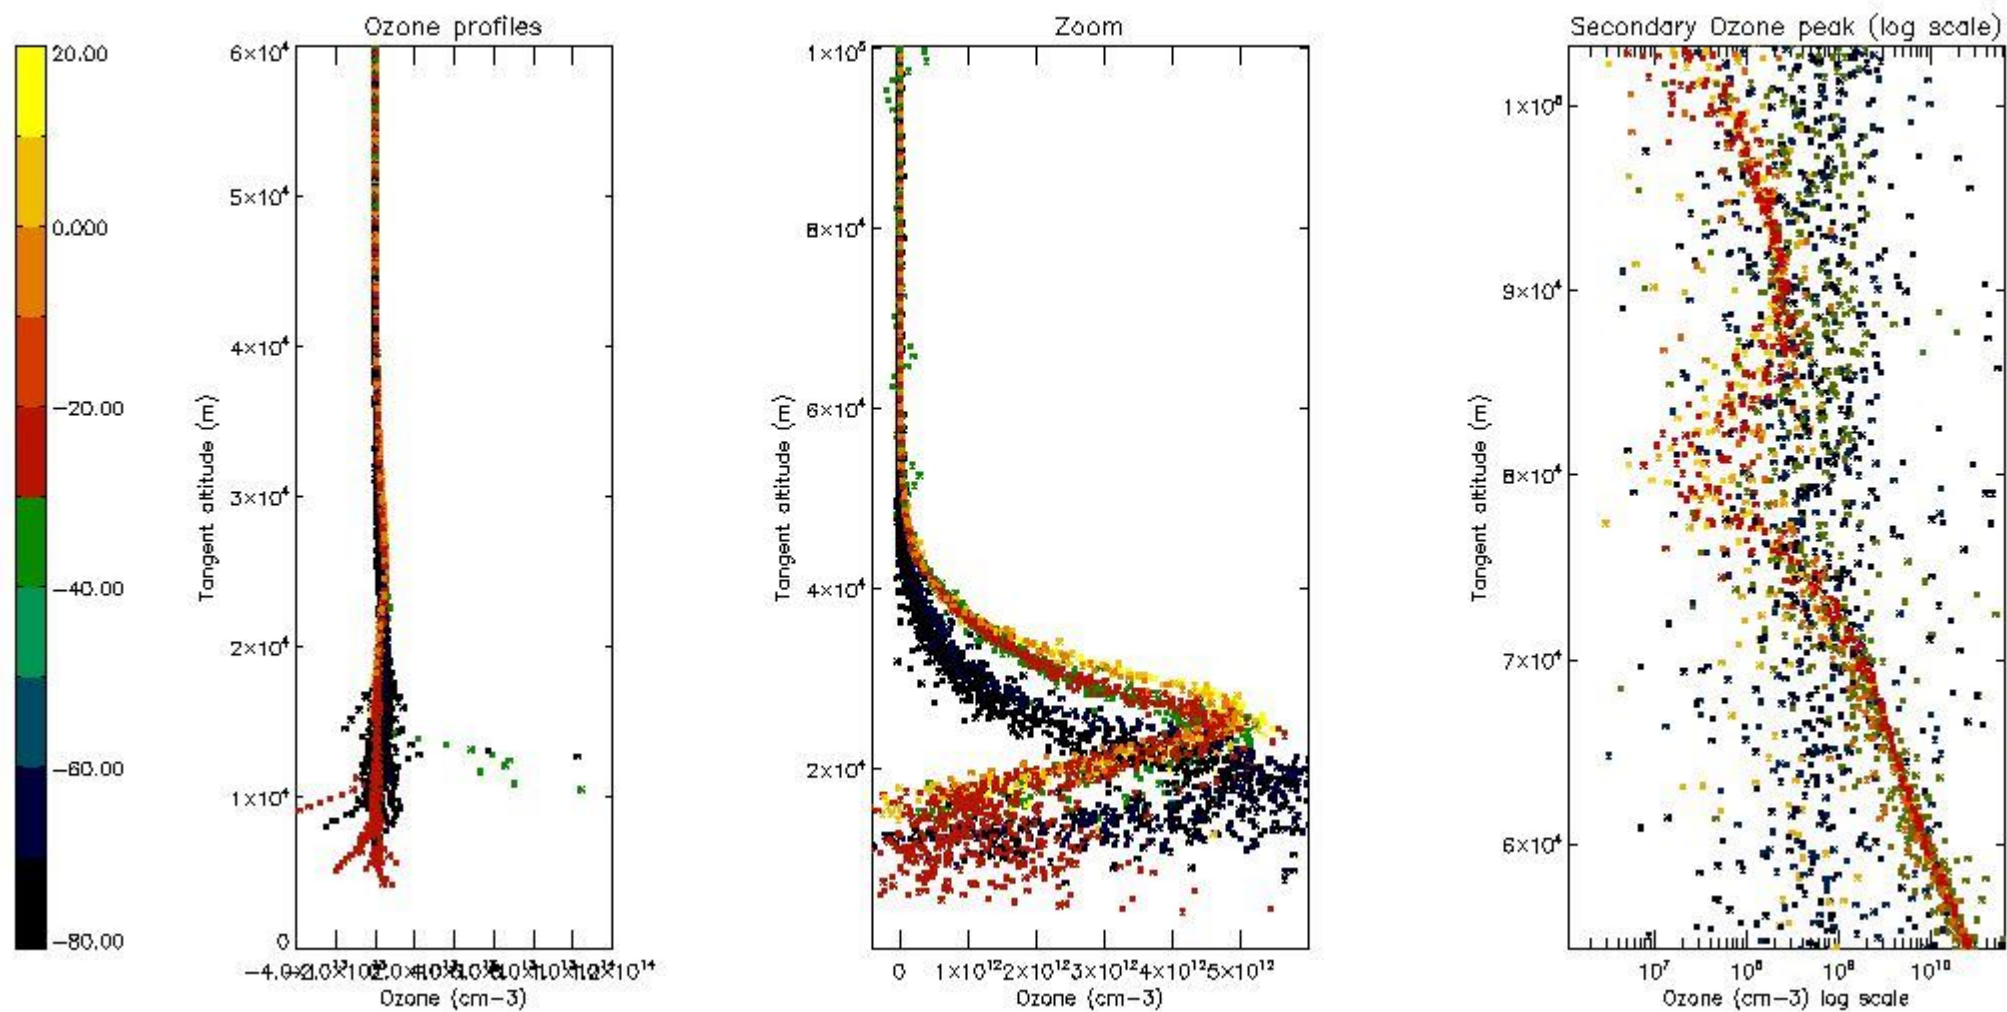 Ozone profiles
Zoom
Secondary Ozone peak (log scale)
20.00
0.000
−20.00
−40.00
−60.00
−80.00
6×10⁴
5×10⁴
4×10⁴
3×10⁴
2×10⁴
1×10⁴
0
Tangent altitude (m)
Ozone (cm−3)
1×10⁵
8×10⁴
6×10⁴
4×10⁴
2×10⁴
Tangent altitude (m)
0 1×10¹² 2×10¹² 3×10¹² 4×10¹² 5×10¹²
Ozone (cm−3)
1×10⁵
9×10⁴
8×10⁴
7×10⁴
6×10⁴
Tangent altitude (m)
10⁷ 10⁸ 10⁹ 10¹⁰
Ozone (cm−3) log scale